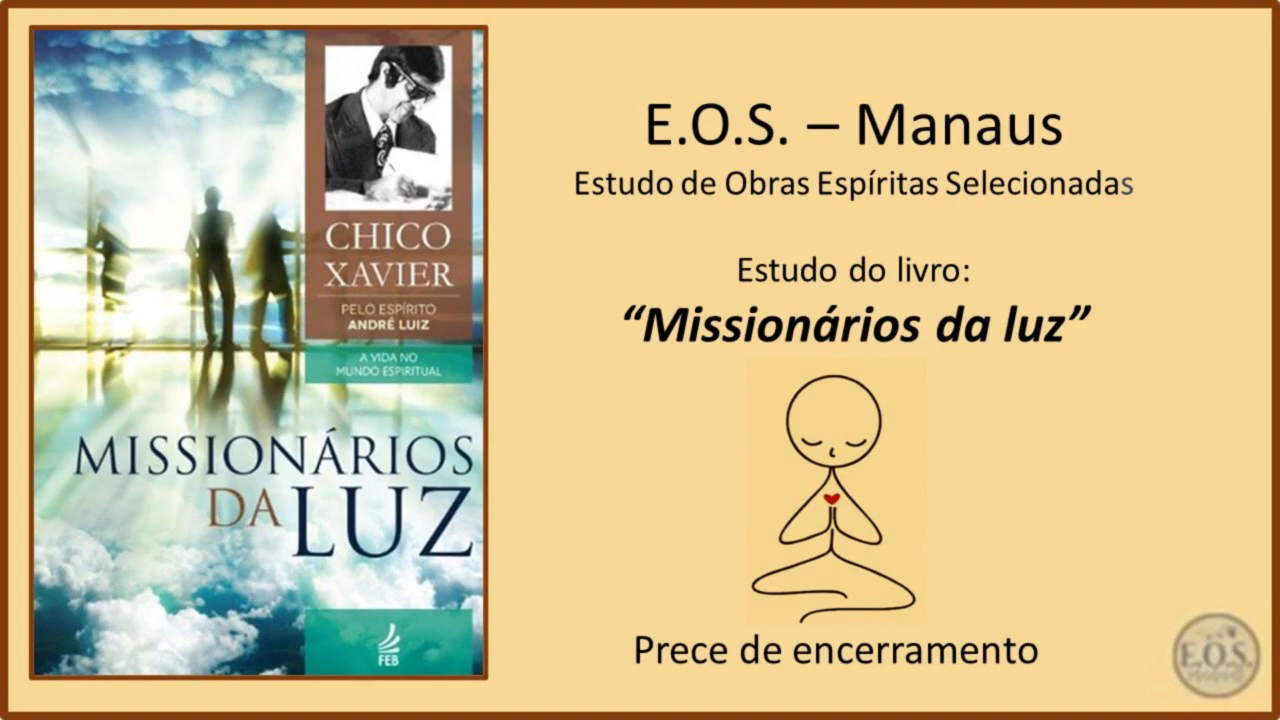 CHICO
XAVIER
PELO ESPÍRITO
ANDRÉ LUIZ
A VIDA NO
MUNDO ESPIRITUAL
MISSIONÁRIOS
DA LUZ
FEB
E.O.S. – Manaus
Estudo de Obras Espíritas Selecionadas
Estudo do livro:
“Missionários da luz”
Prece de encerramento
E.O.S.